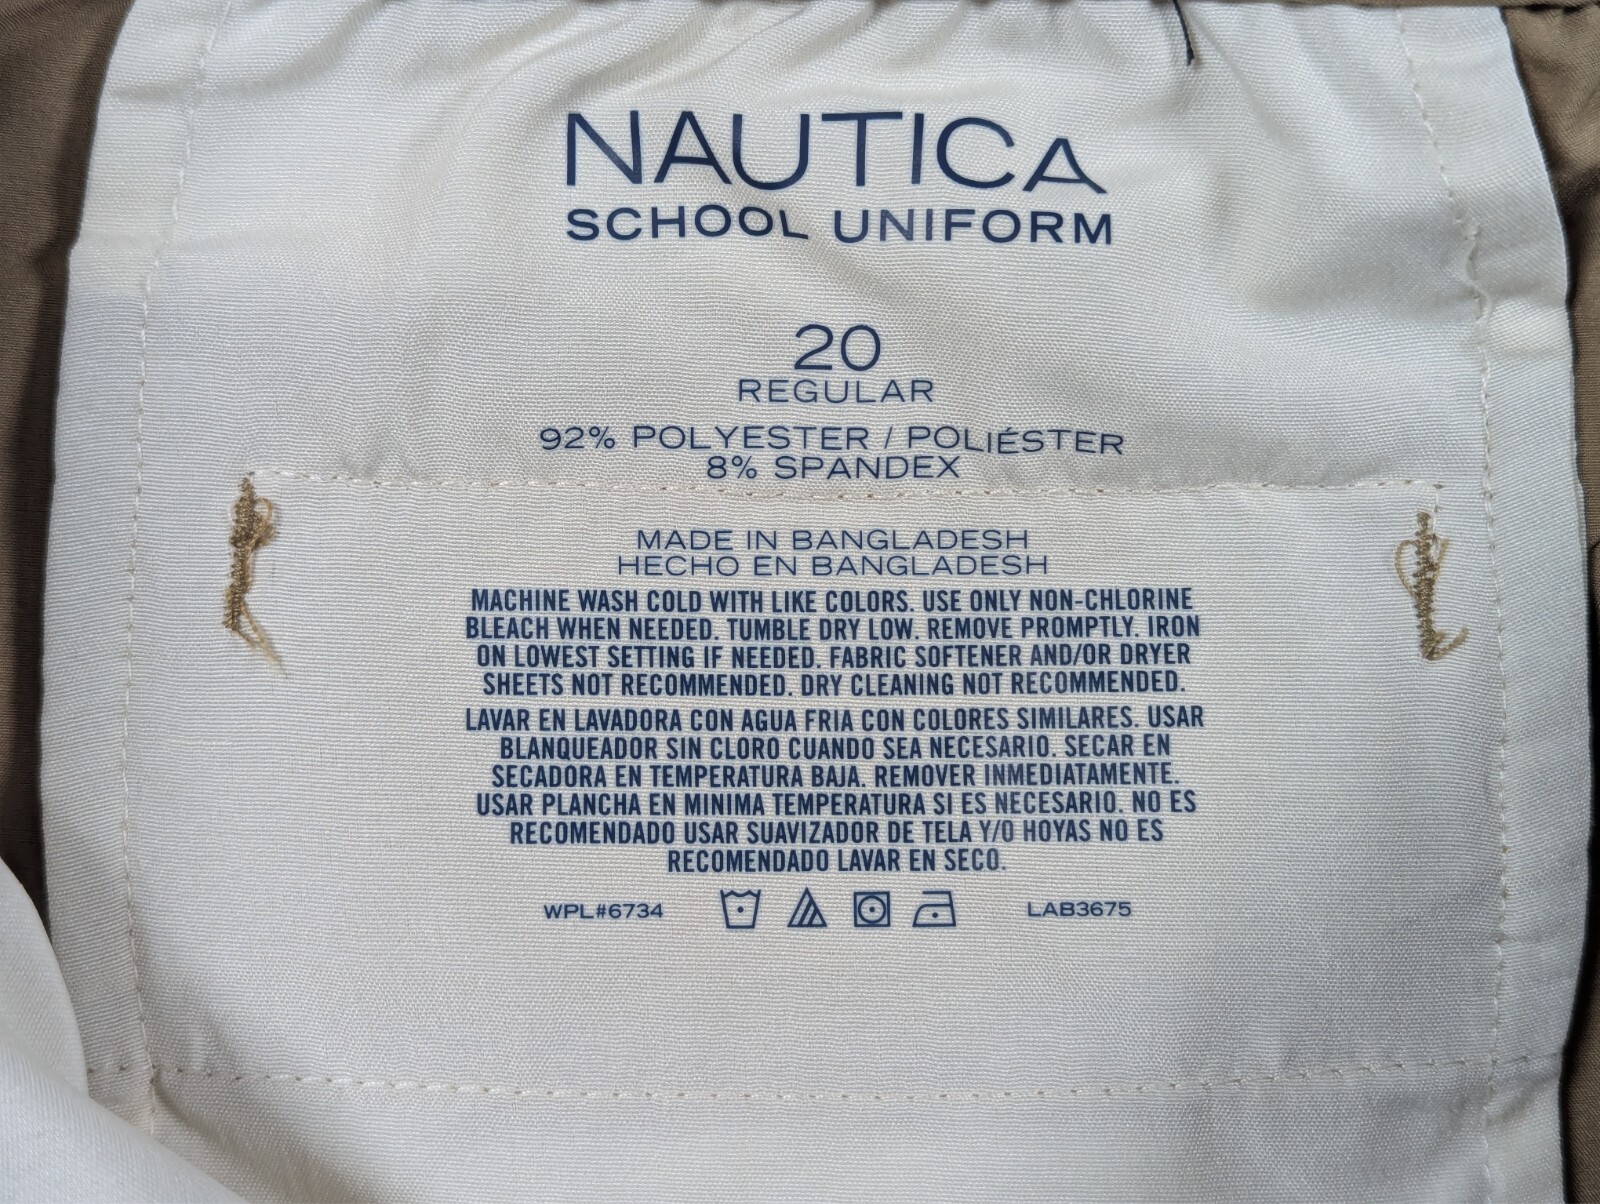 NAUTICA
SCHOOL UNIFORM
20
REGULAR
92% POLYESTER / POLIÉSTER
8% SPANDEX
MADE IN BANGLADESH
HECHO EN BANGLADESH
MACHINE WASH COLD WITH LIKE COLORS. USE ONLY NON-CHLORINE
BLEACH WHEN NEEDED. TUMBLE DRY LOW. REMOVE PROMPTLY. IRON
ON LOWEST SETTING IF NEEDED. FABRIC SOFTENER AND/OR DRYER
SHEETS NOT RECOMMENDED. DRY CLEANING NOT RECOMMENDED.
LAVAR EN LAVADORA CON AGUA FRIA CON COLORES SIMILARES. USAR
BLANQUEADOR SIN CLORO CUANDO SEA NECESARIO. SECAR EN
SECADORA EN TEMPERATURA BAJA. REMOVER INMEDIATAMENTE.
USAR PLANCHA EN MINIMA TEMPERATURA SI ES NECESARIO. NO ES
RECOMENDADO USAR SUAVIZADOR DE TELA Y/O HOYAS NO ES
RECOMENDADO LAVAR EN SECO.
WPL#6734 LAB3675